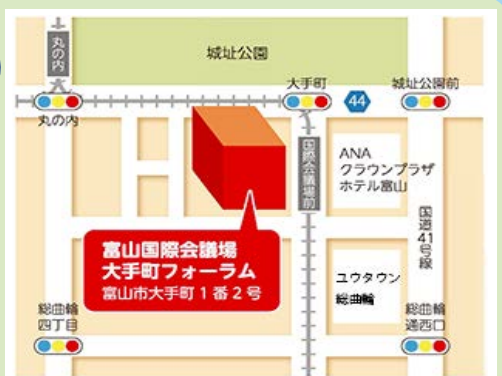 丸の内
城址公園
大手町
44
城址公園前
丸の内
国際会議場前
ANA
クラウンプラザ
ホテル富山
国道41号線
富山国際会議場
大手町フォーラム
富山市大手町1番2号
ユウタウン
総曲輪
総曲輪
四丁目
総曲輪
通西口